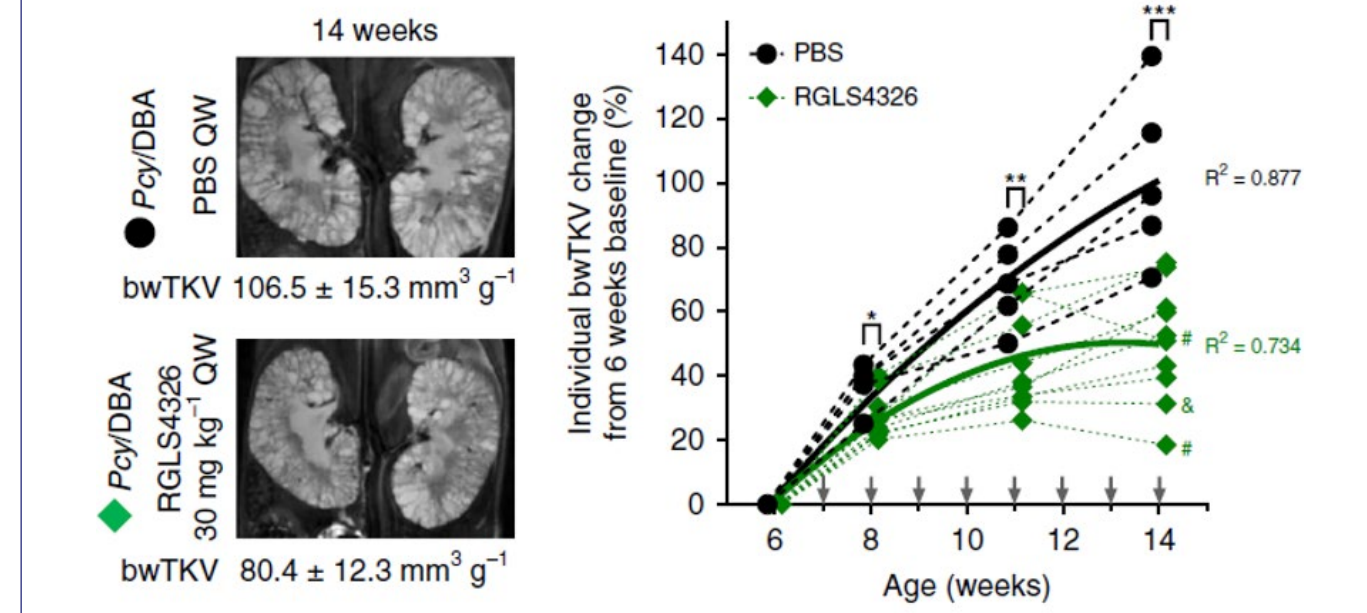 14 weeks
Pcy/DBA
PBS QW
bwTKV 106.5 ± 15.3 mm³ g⁻¹
Pcy/DBA
RGLS4326
30 mg kg⁻¹ QW
bwTKV 80.4 ± 12.3 mm³ g⁻¹
Individual bwTKV change
from 6 weeks baseline (%)
140
120
100
80
60
40
20
0
PBS
RGLS4326
*
**
***
R² = 0.877
# R² = 0.734
&
#
6 8 10 12 14
Age (weeks)